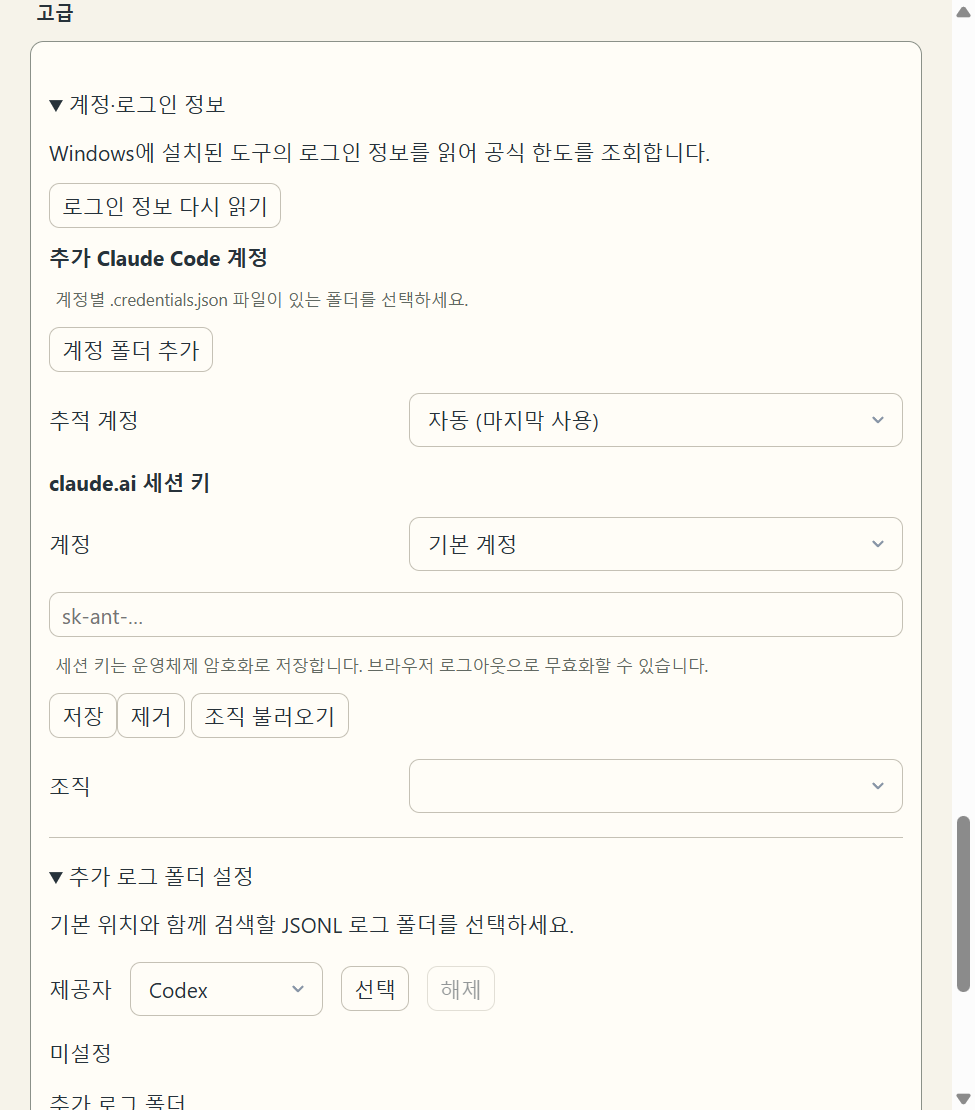 고급
▼ 계정·로그인 정보
Windows에 설치된 도구의 로그인 정보를 읽어 공식 한도를 조회합니다.
로그인 정보 다시 읽기
추가 Claude Code 계정
계정별 .credentials.json 파일이 있는 폴더를 선택하세요.
계정 폴더 추가
추적 계정 자동 (마지막 사용)
claude.ai 세션 키
계정 기본 계정
sk-ant-...
세션 키는 운영체제 암호화로 저장합니다. 브라우저 로그아웃으로 무효화할 수 있습니다.
저장 제거 조직 불러오기
조직
▼ 추가 로그 폴더 설정
기본 위치와 함께 검색할 JSONL 로그 폴더를 선택하세요.
제공자 Codex 선택 해제
미설정
추가 로그 폴더